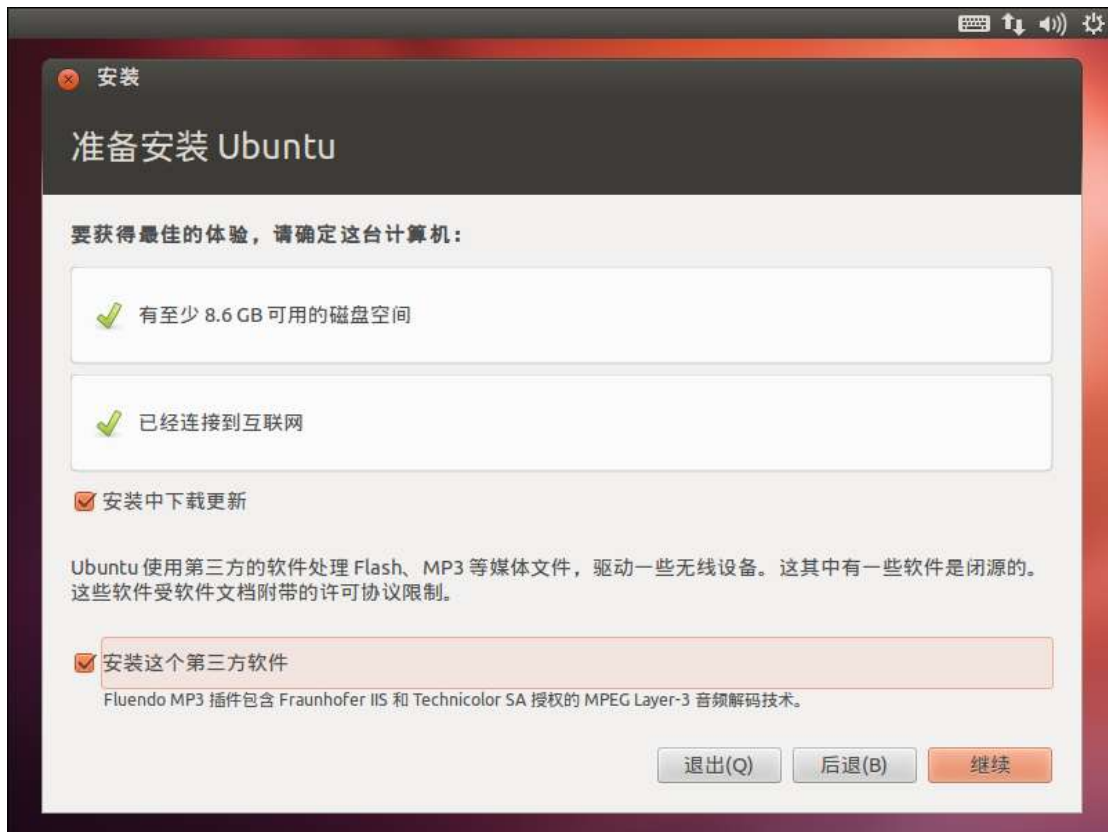 安装
准备安装 Ubuntu
要获得最佳的体验，请确定这台计算机：
有至少 8.6 GB 可用的磁盘空间
已经连接到互联网
安装中下载更新
Ubuntu 使用第三方的软件处理 Flash、MP3 等媒体文件，驱动一些无线设备。这其中有一些软件是闭源的。
这些软件受软件文档附带的许可协议限制。
安装这个第三方软件
Fluendo MP3 插件包含 Fraunhofer IIS 和 Technicolor SA 授权的 MPEG Layer-3 音频解码技术。
退出(Q) 后退(B) 继续